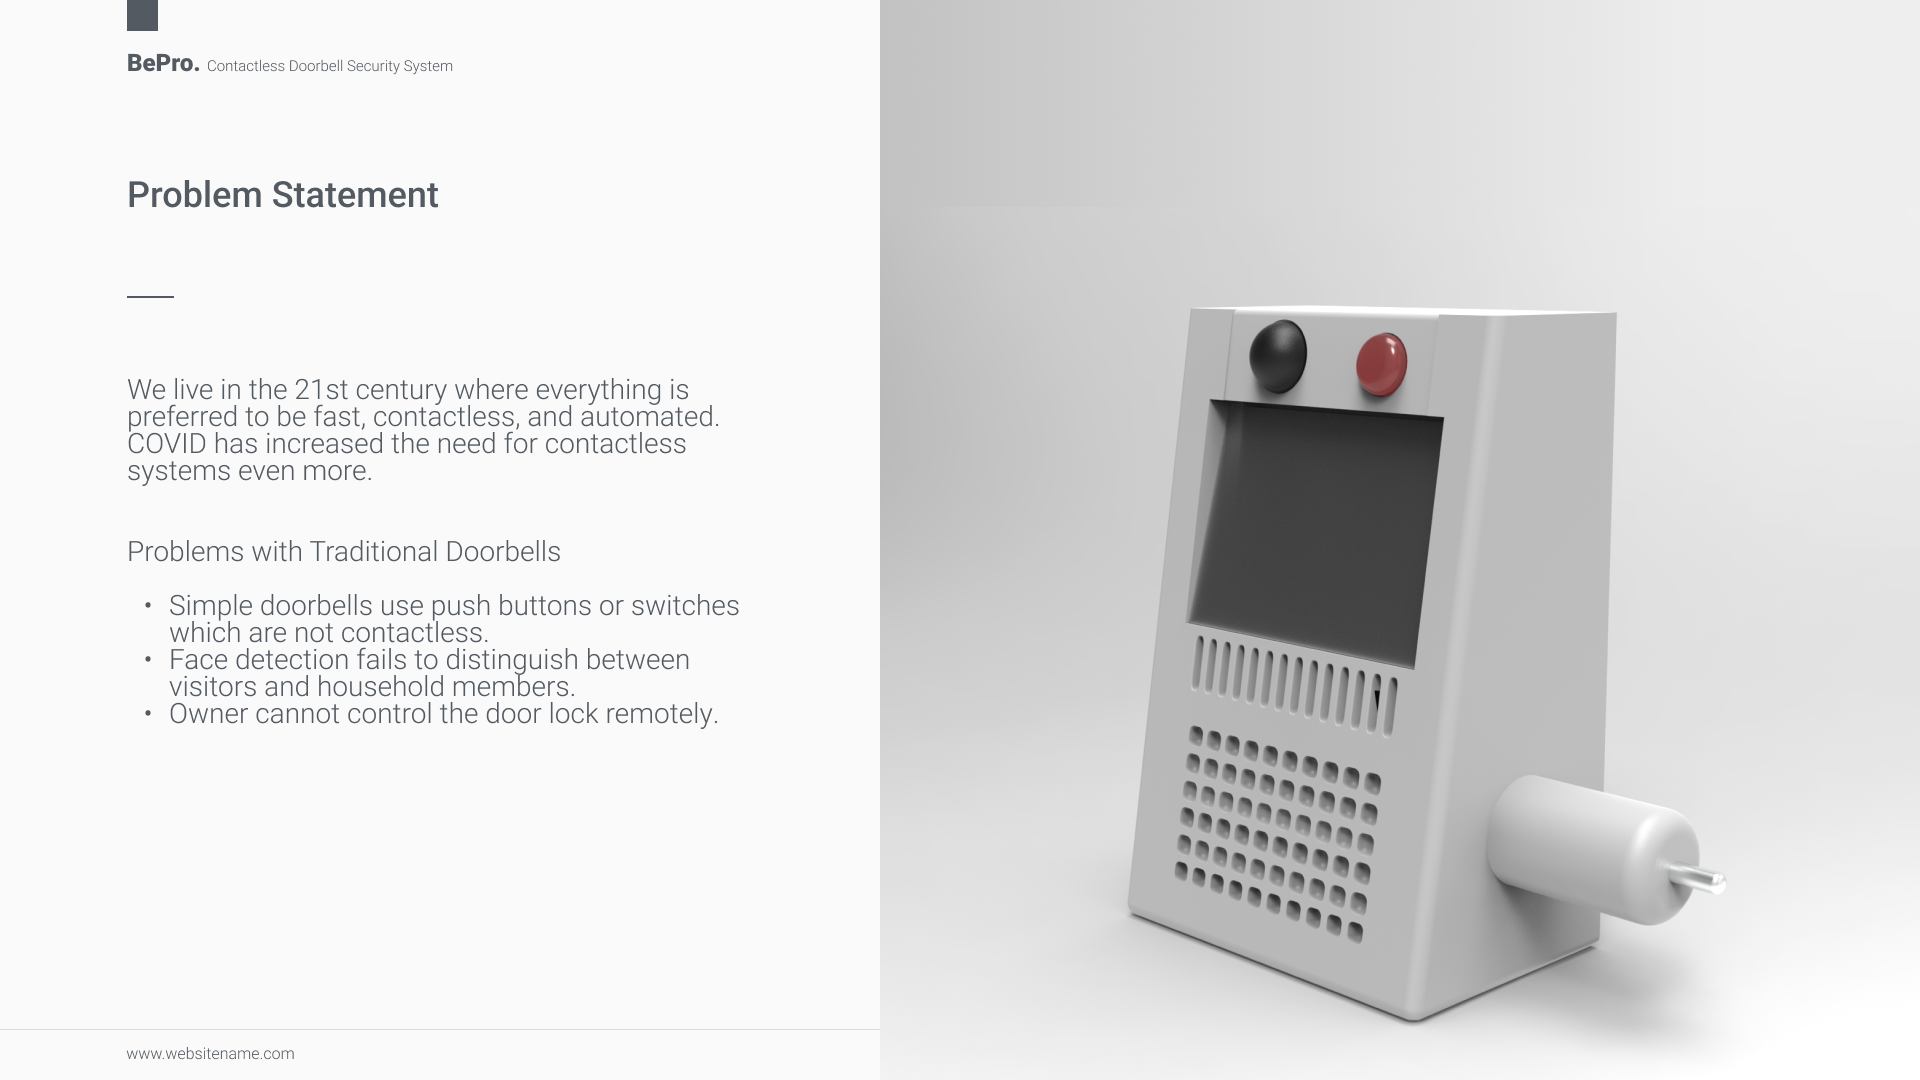 BePro. Contactless Doorbell Security System
Problem Statement
We live in the 21st century where everything is
preferred to be fast, contactless, and automated.
COVID has increased the need for contactless
systems even more.
Problems with Traditional Doorbells
• Simple doorbells use push buttons or switches
which are not contactless.
• Face detection fails to distinguish between
visitors and household members.
• Owner cannot control the door lock remotely.
www.websitename.com